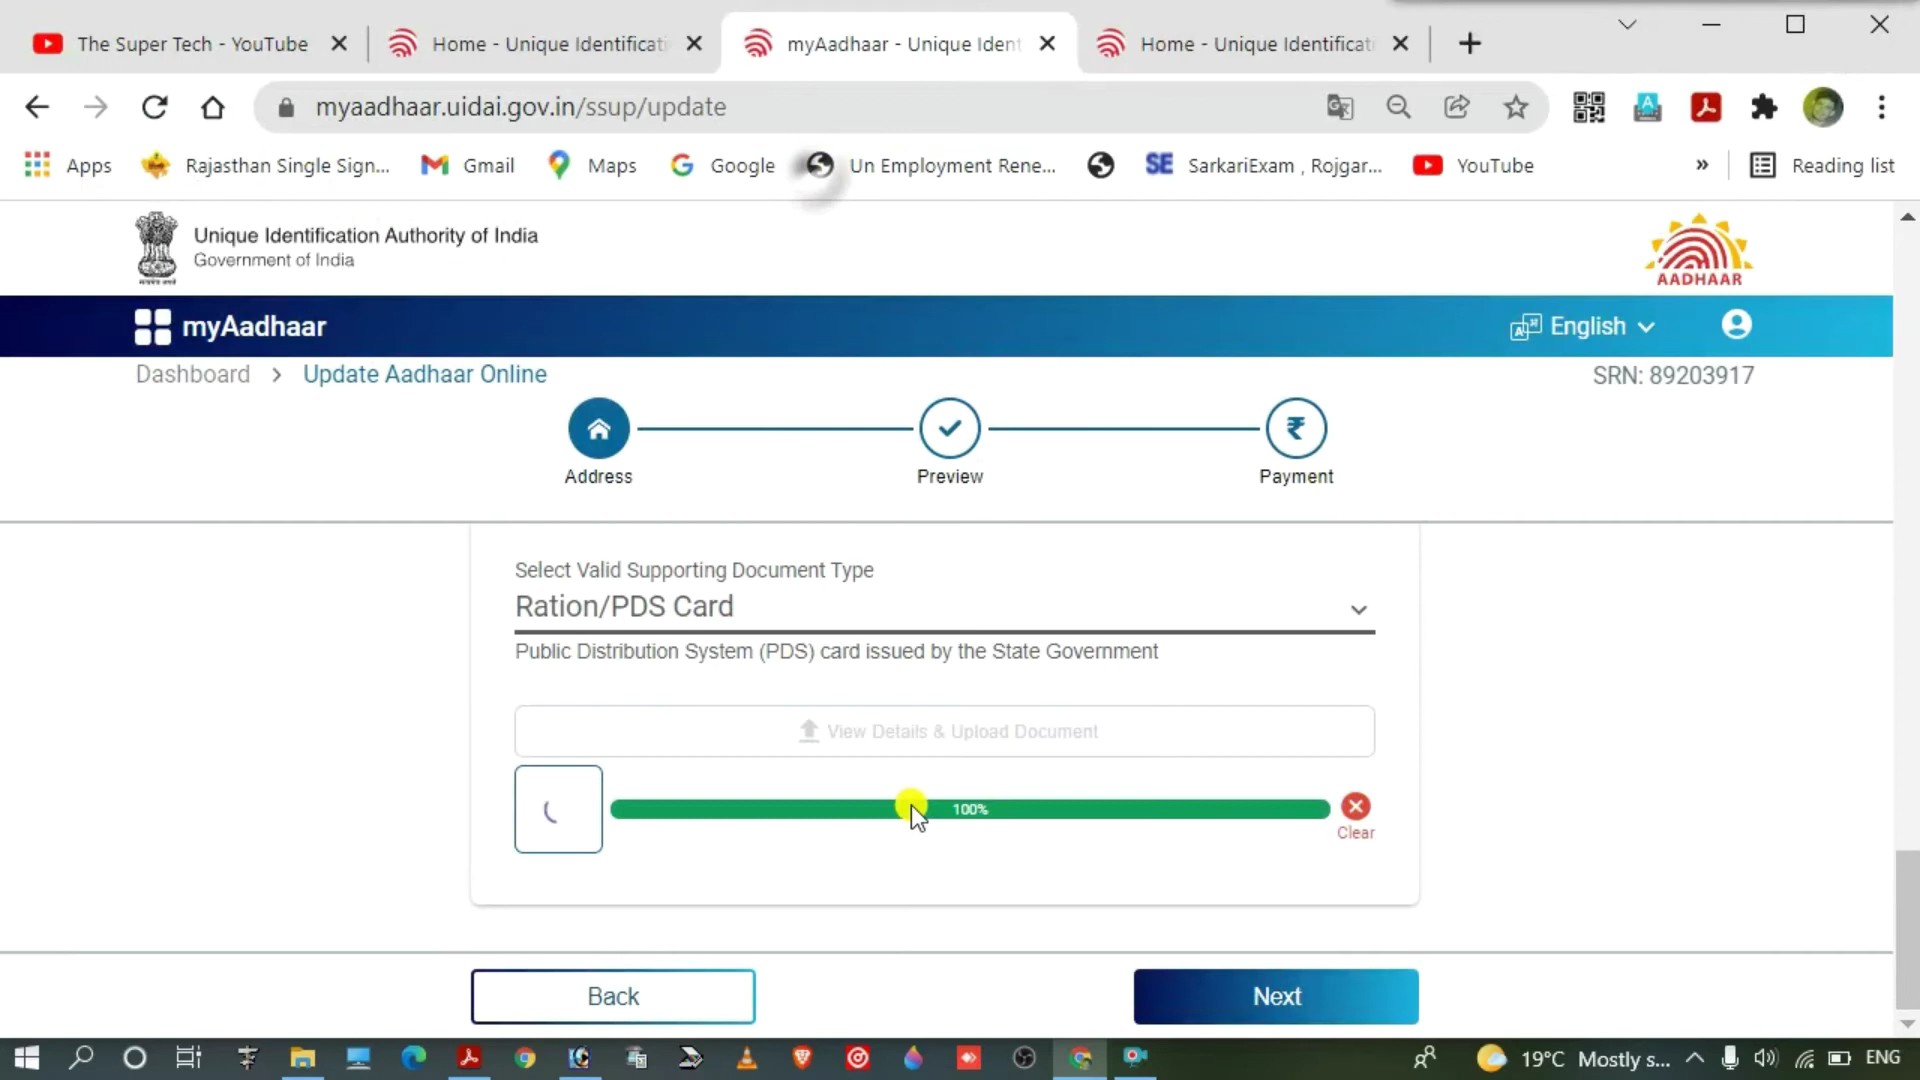 The Super Tech - YouTube
Home - Unique Identificati
myAadhaar - Unique Ident
Home - Unique Identificat
myaadhaar.uidai.gov.in/ssup/update
Apps
Rajasthan Single Sign...
Gmail
Maps
Google
Un Employment Rene...
SE
SarkariExam , Rojgar...
YouTube
»
Reading list
Unique Identification Authority of India
Government of India
AADHAAR
myAadhaar
English
Dashboard > Update Aadhaar Online
SRN: 89203917
Address
Preview
₹
Payment
Select Valid Supporting Document Type
Ration/PDS Card
Public Distribution System (PDS) card issued by the State Government
View Details & Upload Document
100%
Clear
Back
Next
19°C Mostly s...
ENG